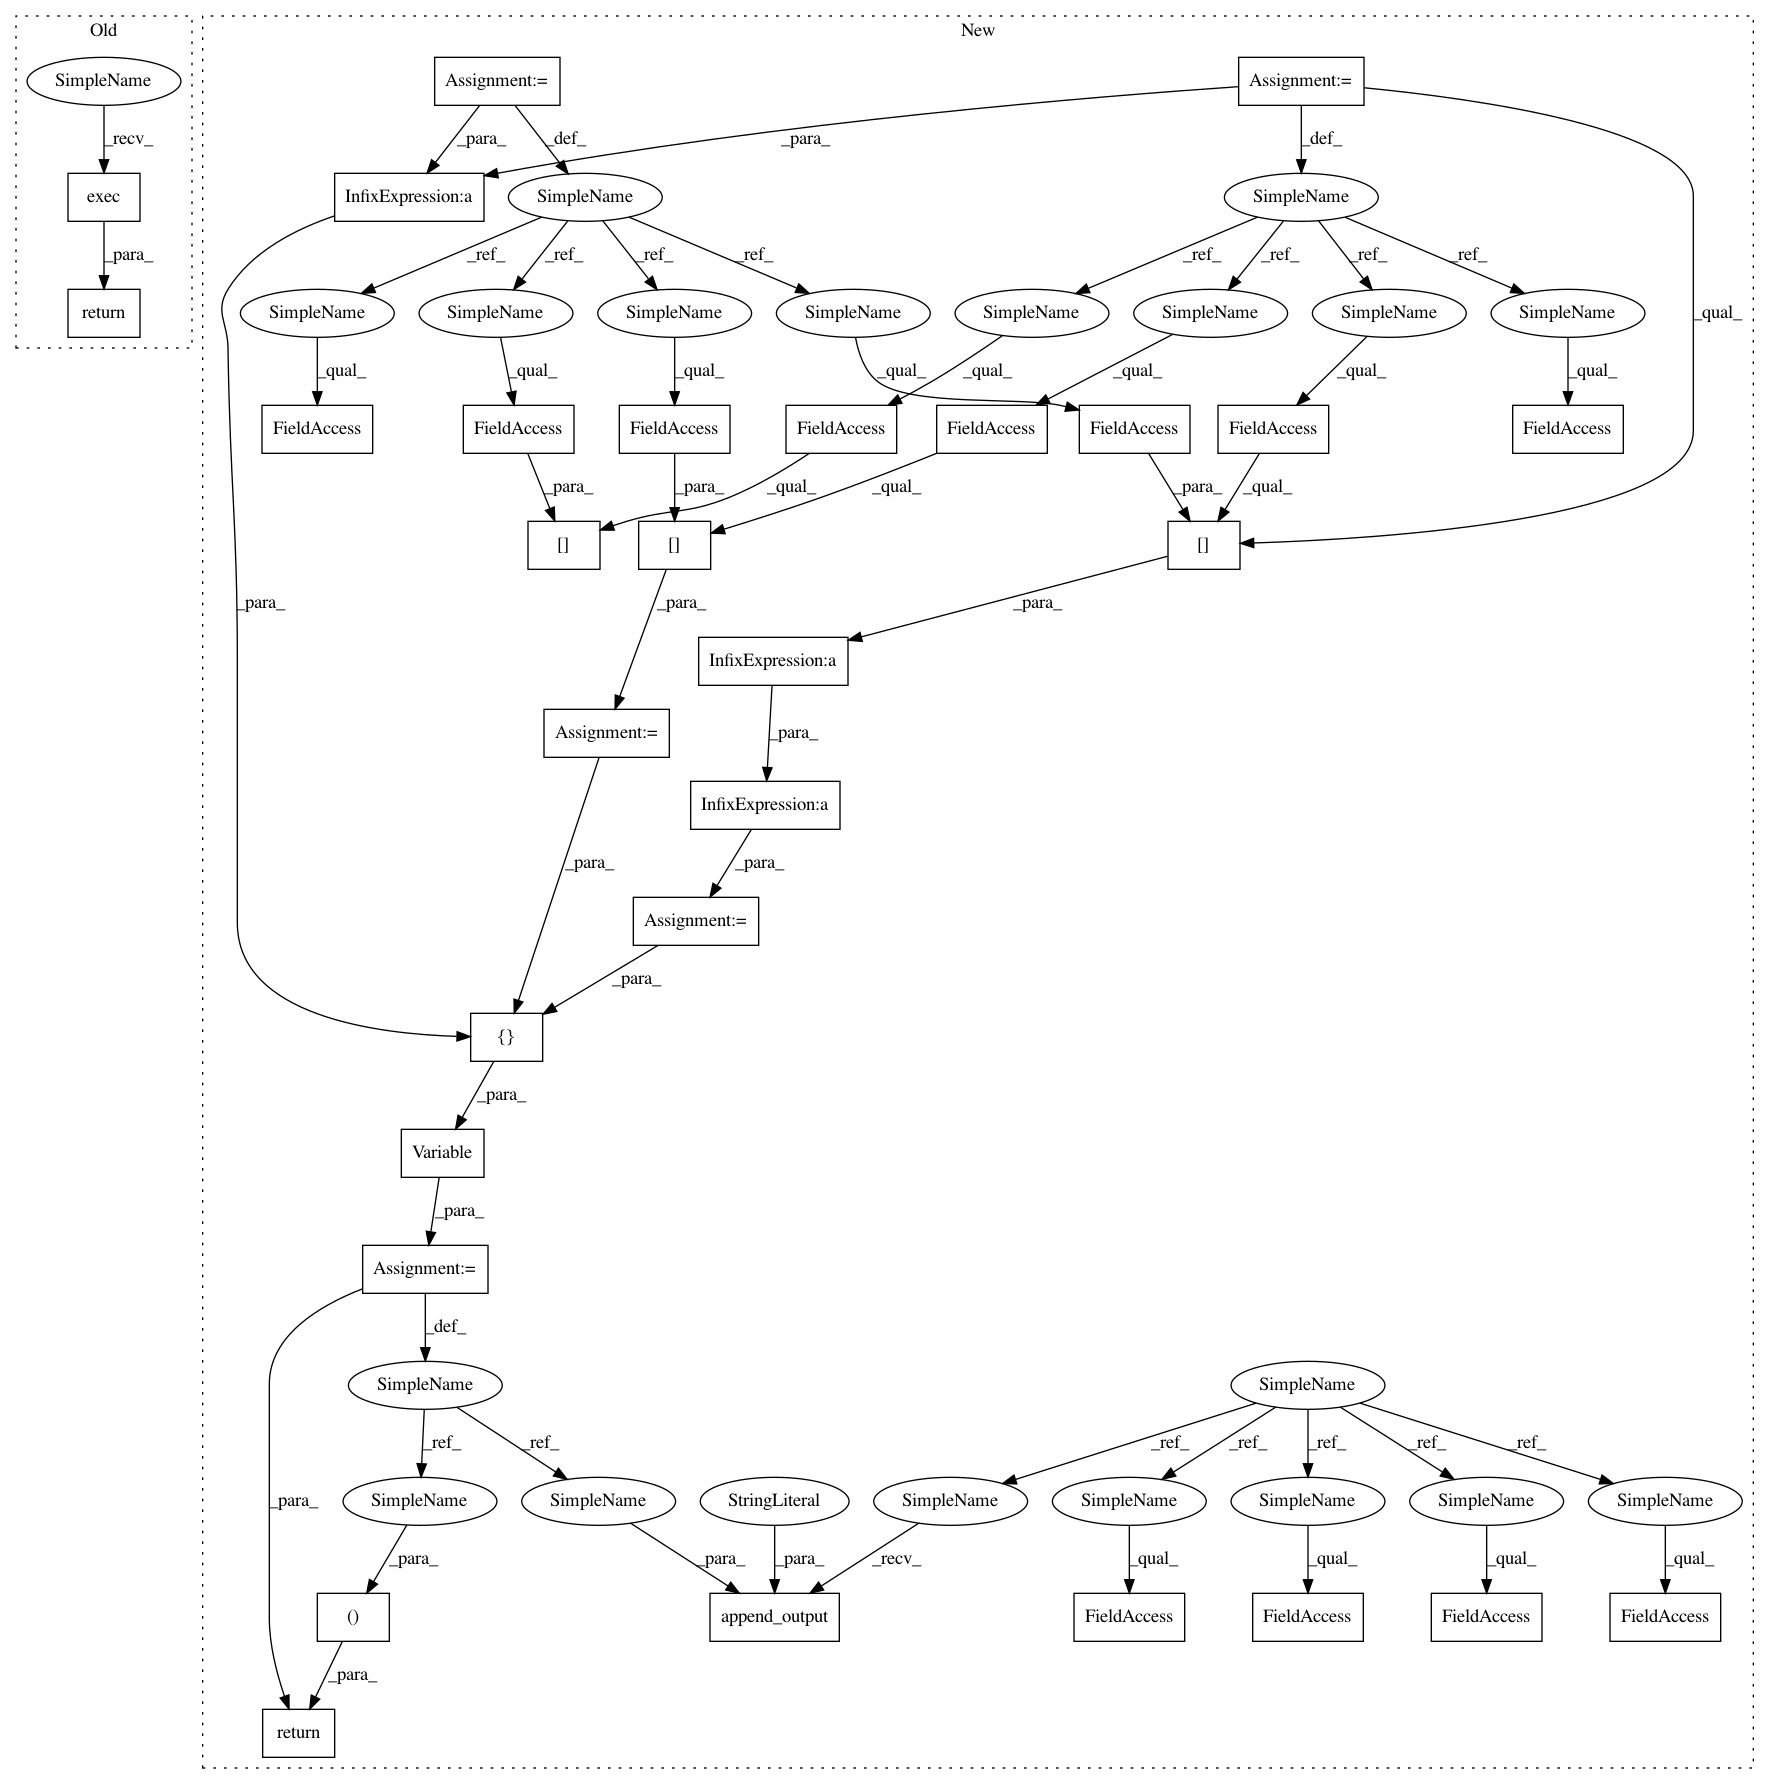 Old
New
SimpleName
Assignment:=
Assignment:=
_recv_
_para_
_def_
_para_
_def_
exec
InfixExpression:a
SimpleName
SimpleName
_para_
_ref_
_ref_
_ref_
_ref_
_ref_
_ref_
_ref_
_ref_
return
SimpleName
SimpleName
SimpleName
SimpleName
SimpleName
SimpleName
SimpleName
SimpleName
_qual_
_qual_
_qual_
_qual_
_qual_
_qual_
_qual_
_qual_
_qual_
FieldAccess
FieldAccess
FieldAccess
FieldAccess
FieldAccess
FieldAccess
FieldAccess
FieldAccess
_para_
_para_
_qual_
_qual_
_para_
_qual_
[]
[]
[]
_para_
_para_
_para_
InfixExpression:a
Assignment:=
_para_
InfixExpression:a
_para_
_para_
Assignment:=
_para_
{}
_para_
Variable
_para_
Assignment:=
_def_
SimpleName
SimpleName
_ref_
_ref_
_ref_
_ref_
_ref_
_ref_
_ref_
_para_
SimpleName
SimpleName
StringLiteral
SimpleName
SimpleName
SimpleName
SimpleName
SimpleName
_para_
_para_
_para_
_recv_
_qual_
_qual_
_qual_
_qual_
()
append_output
FieldAccess
FieldAccess
FieldAccess
FieldAccess
_para_
return